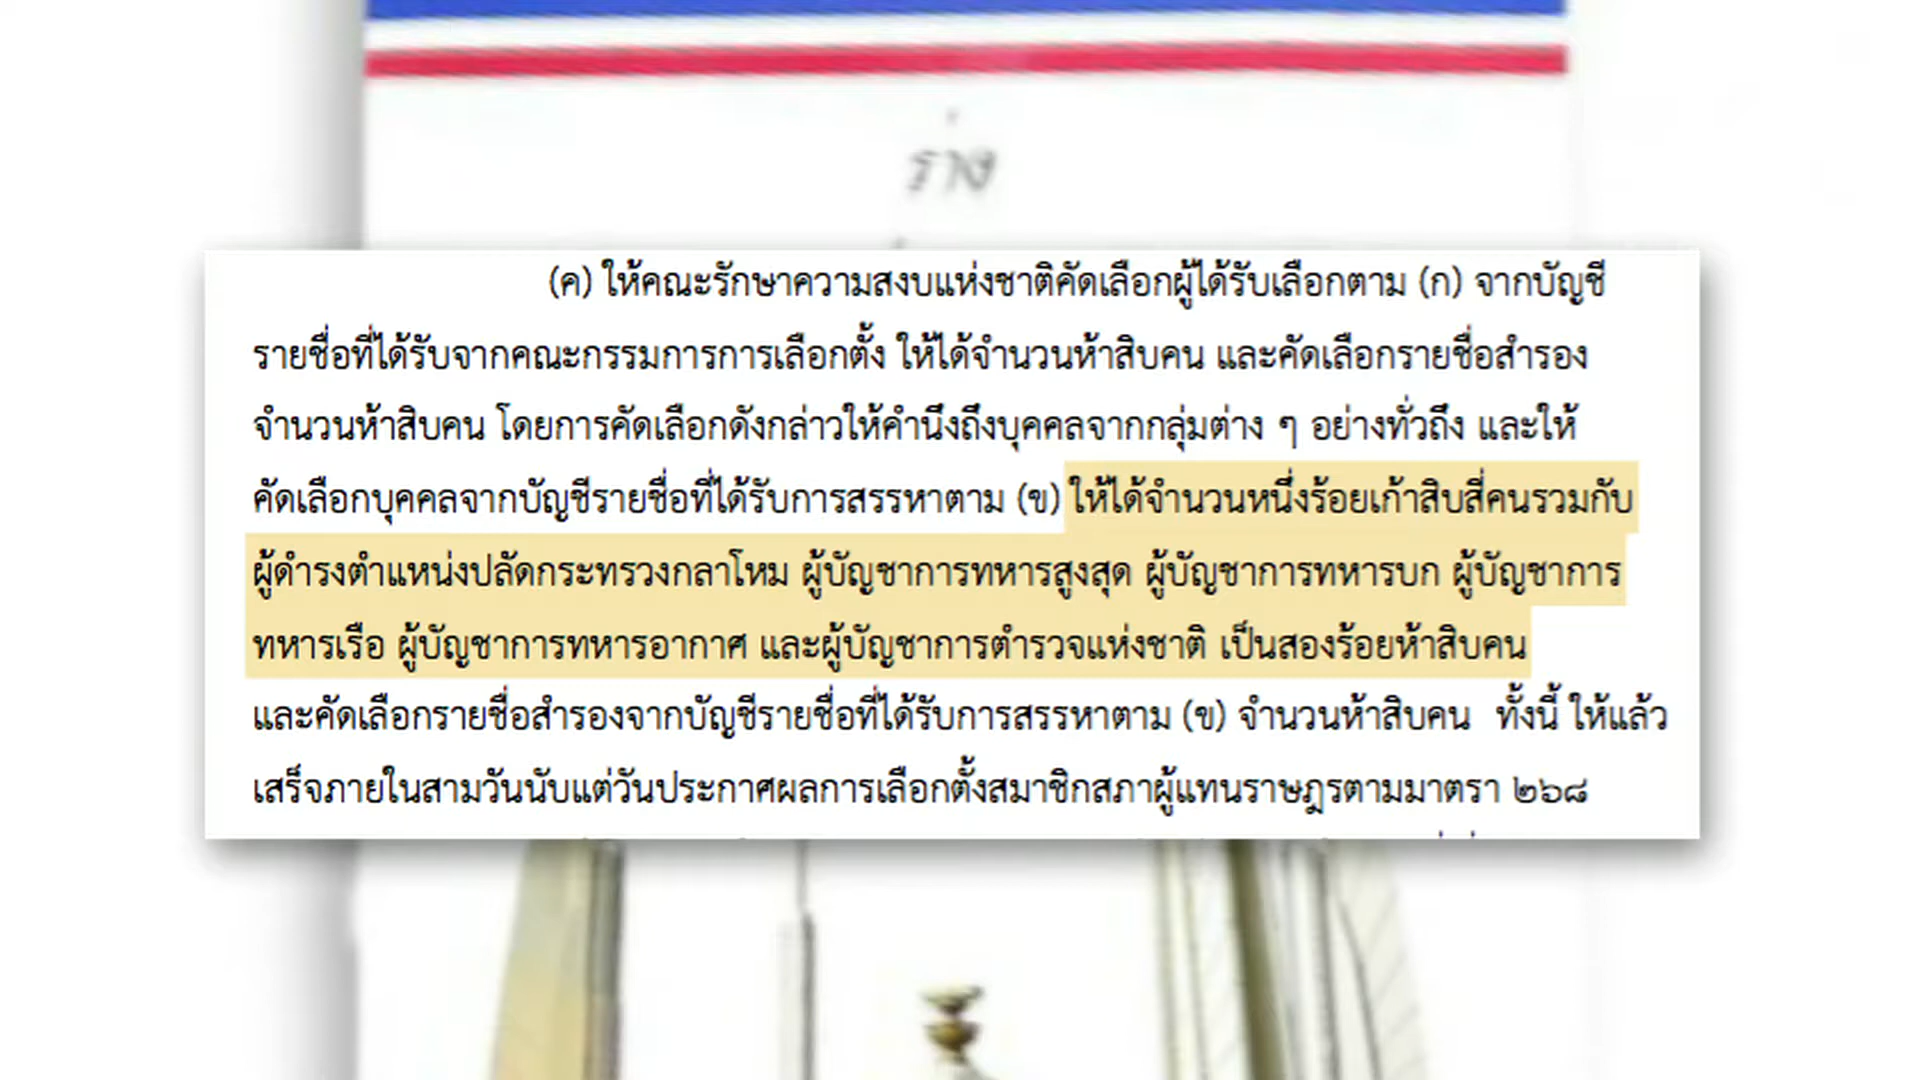 ร่าง
(ค) ให้คณะรักษาความสงบแห่งชาติคัดเลือกผู้ได้รับเลือกตาม (ก) จากบัญชี
รายชื่อที่ได้รับจากคณะกรรมการการเลือกตั้ง ให้ได้จำนวนห้าสิบคน และคัดเลือกรายชื่อสำรอง
จำนวนห้าสิบคน โดยการคัดเลือกดังกล่าวให้คำนึงถึงบุคคลจากกลุ่มต่าง ๆ อย่างทั่วถึง และให้
คัดเลือกบุคคลจากบัญชีรายชื่อที่ได้รับการสรรหาตาม (ข) ให้ได้จำนวนหนึ่งร้อยเก้าสิบสี่คนรวมกับ
ผู้ดำรงตำแหน่งปลัดกระทรวงกลาโหม ผู้บัญชาการทหารสูงสุด ผู้บัญชาการทหารบก ผู้บัญชาการ
ทหารเรือ ผู้บัญชาการทหารอากาศ และผู้บัญชาการตำรวจแห่งชาติ เป็นสองร้อยห้าสิบคน
และคัดเลือกรายชื่อสำรองจากบัญชีรายชื่อที่ได้รับการสรรหาตาม (ข) จำนวนห้าสิบคน ทั้งนี้ ให้แล้ว
เสร็จภายในสามวันนับแต่วันประกาศผลการเลือกตั้งสมาชิกสภาผู้แทนราษฎรตามมาตรา ๒๖๘